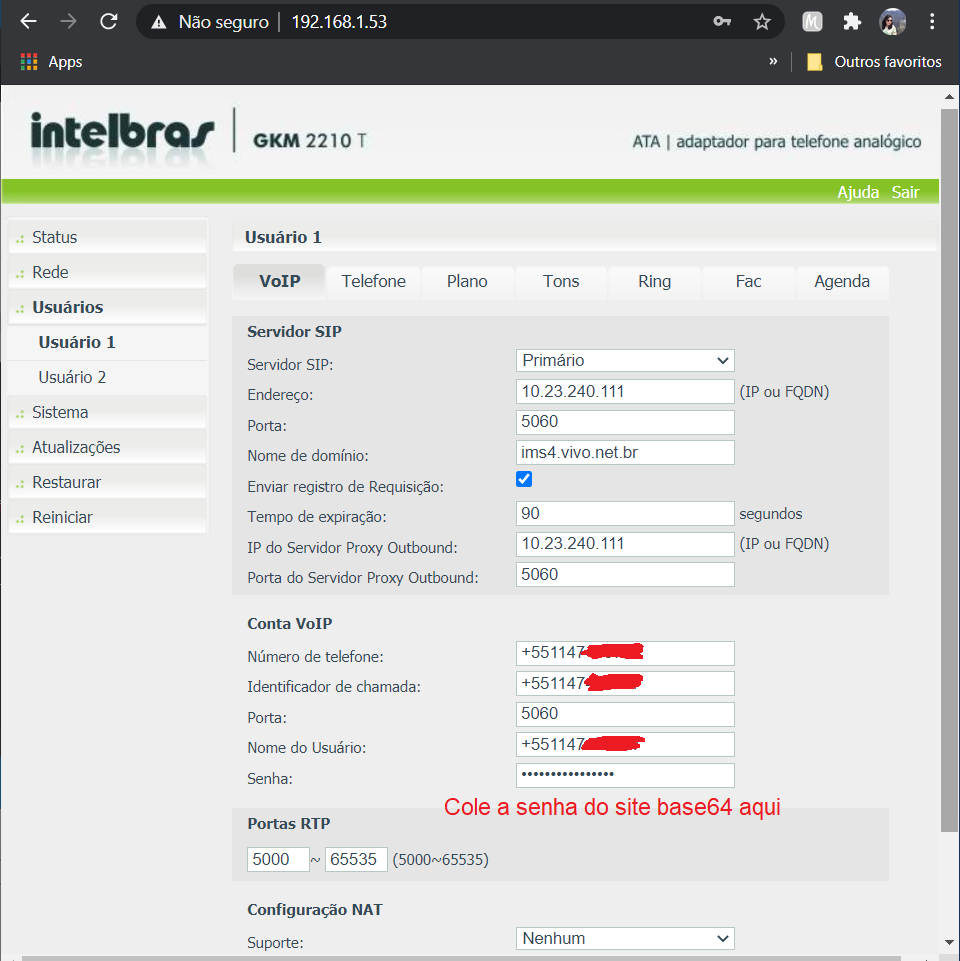 Não seguro | 192.168.1.53
Apps
» Outros favoritos
intelbras GKM 2210 T
ATA | adaptador para telefone analógico
Ajuda Sair
Status
Rede
Usuários
Usuário 1
Usuário 2
Sistema
Atualizações
Restaurar
Reiniciar
Usuário 1
VoIP Telefone Plano Tons Ring Fac Agenda
Servidor SIP
Servidor SIP: Primário
Endereço: 10.23.240.111 (IP ou FQDN)
Porta: 5060
Nome de domínio: ims4.vivo.net.br
Enviar registro de Requisição:
Tempo de expiração: 90 segundos
IP do Servidor Proxy Outbound: 10.23.240.111 (IP ou FQDN)
Porta do Servidor Proxy Outbound: 5060
Conta VoIP
Número de telefone: +551147
Identificador de chamada: +551147
Porta: 5060
Nome do Usuário: +551147
Senha: ••••••••••••••••
Cole a senha do site base64 aqui
Portas RTP
5000 ~ 65535 (5000~65535)
Configuração NAT
Suporte: Nenhum